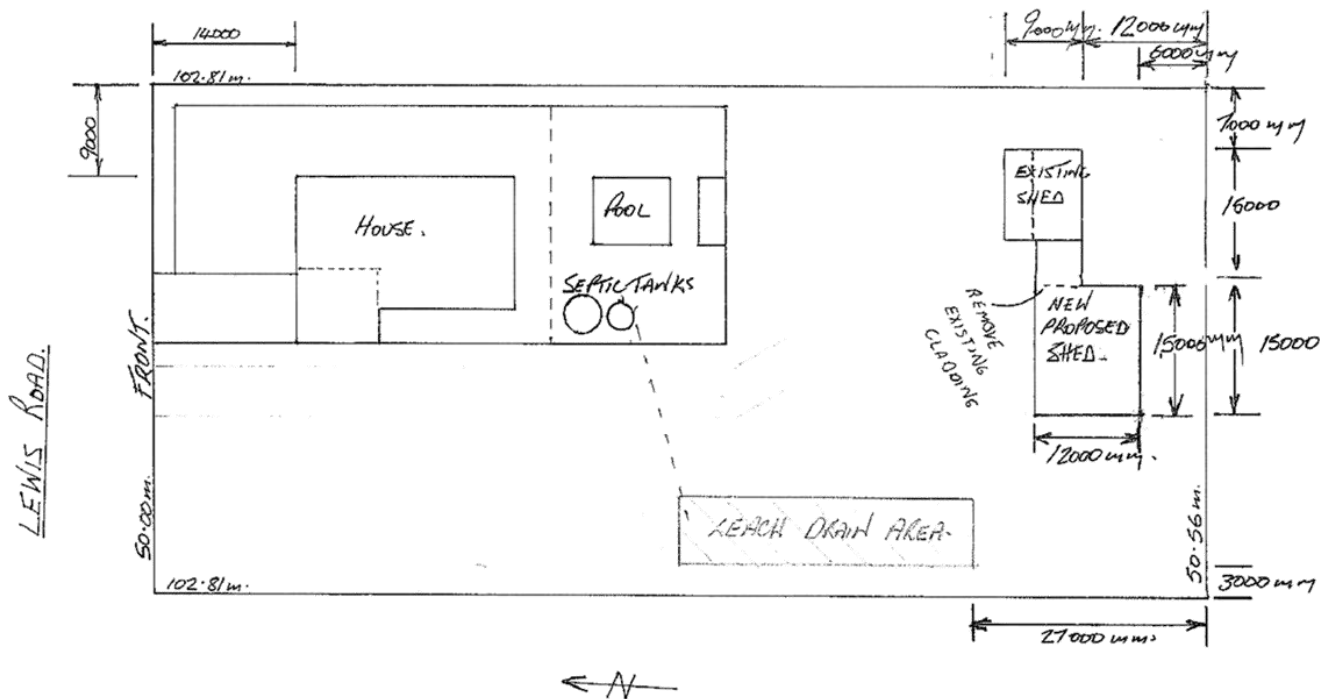 14000
102.81m.
9000
9000mm.
12000mm
6000mm
7000mm
HOUSE.
POOL
EXISTING
SHED
16000
SEPTIC TANKS
REMOVE
EXISTING
CLADDING
NEW
PROPOSED
SHED.
15000mm
15000
12000mm.
LEWIS ROAD.
FRONT.
50.00m.
102.81m.
LEACH DRAIN AREA.
50.56m.
3000mm
27000mm.
N